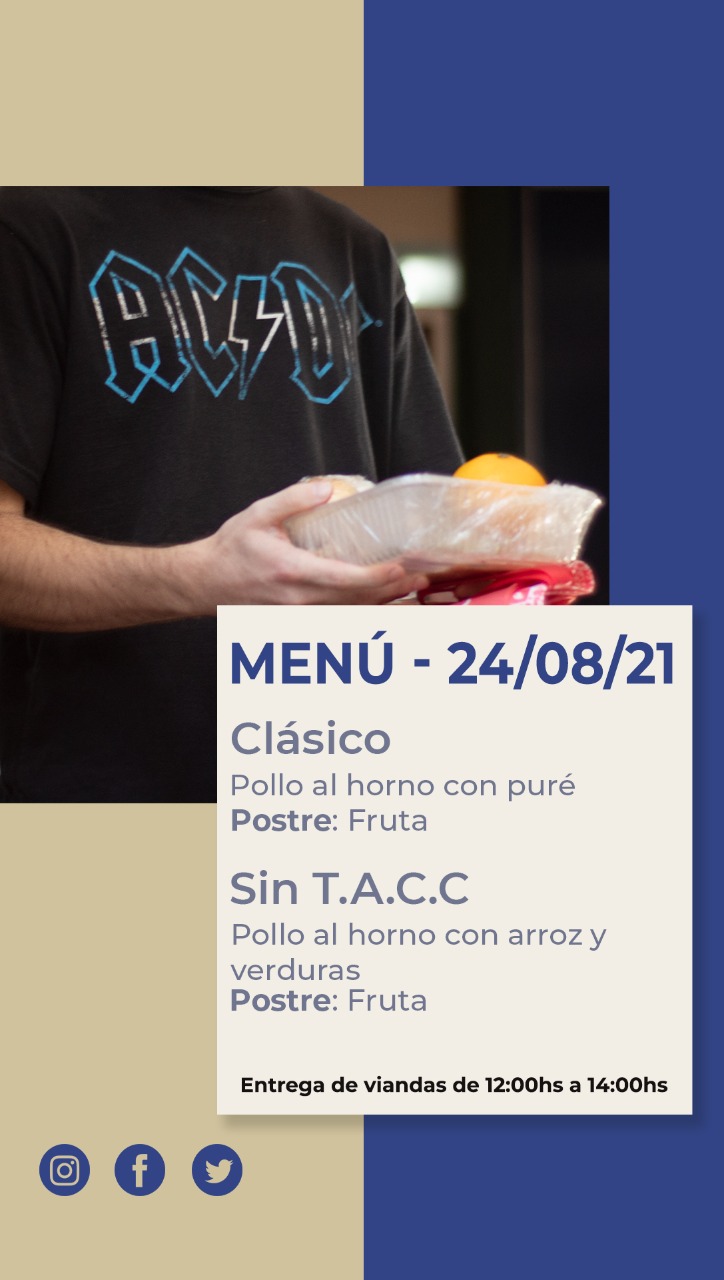 AC⚡D
MENÚ - 24/08/21
Clásico
Pollo al horno con puré
Postre: Fruta
Sin T.A.C.C
Pollo al horno con arroz y
verduras
Postre: Fruta
Entrega de viandas de 12:00hs a 14:00hs